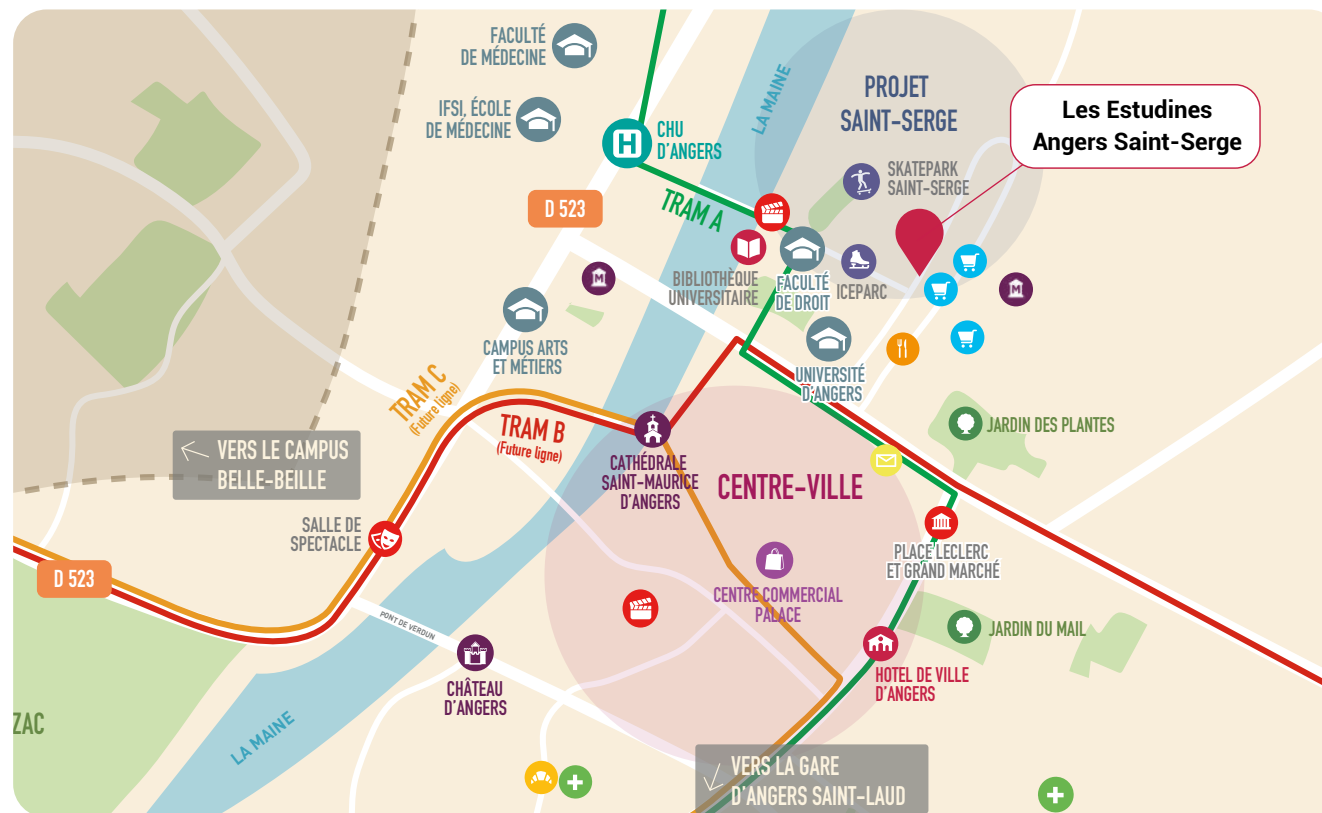 FACULTÉ
DE MÉDECINE
IFSI, ÉCOLE
DE MÉDECINE
H
CHU
D'ANGERS
LA MAINE
PROJET
SAINT-SERGE
Les Estudines
Angers Saint-Serge
SKATEPARK
SAINT-SERGE
D 523
TRAM A
BIBLIOTHÈQUE
UNIVERSITAIRE
FACULTÉ
DE DROIT
ICEPARC
M
M
CAMPUS ARTS
ET MÉTIERS
UNIVERSITÉ
D'ANGERS
TRAM C
(Future ligne)
TRAM B
(Future ligne)
JARDIN DES PLANTES
VERS LE CAMPUS
BELLE-BEILLE
CATHÉDRALE
SAINT-MAURICE
D'ANGERS
CENTRE-VILLE
SALLE DE
SPECTACLE
PLACE LECLERC
ET GRAND MARCHÉ
D 523
CENTRE COMMERCIAL
PALACE
PONT DE VERDUN
JARDIN DU MAIL
CHÂTEAU
D'ANGERS
HOTEL DE VILLE
D'ANGERS
ZAC
LA MAINE
VERS LA GARE
D'ANGERS SAINT-LAUD